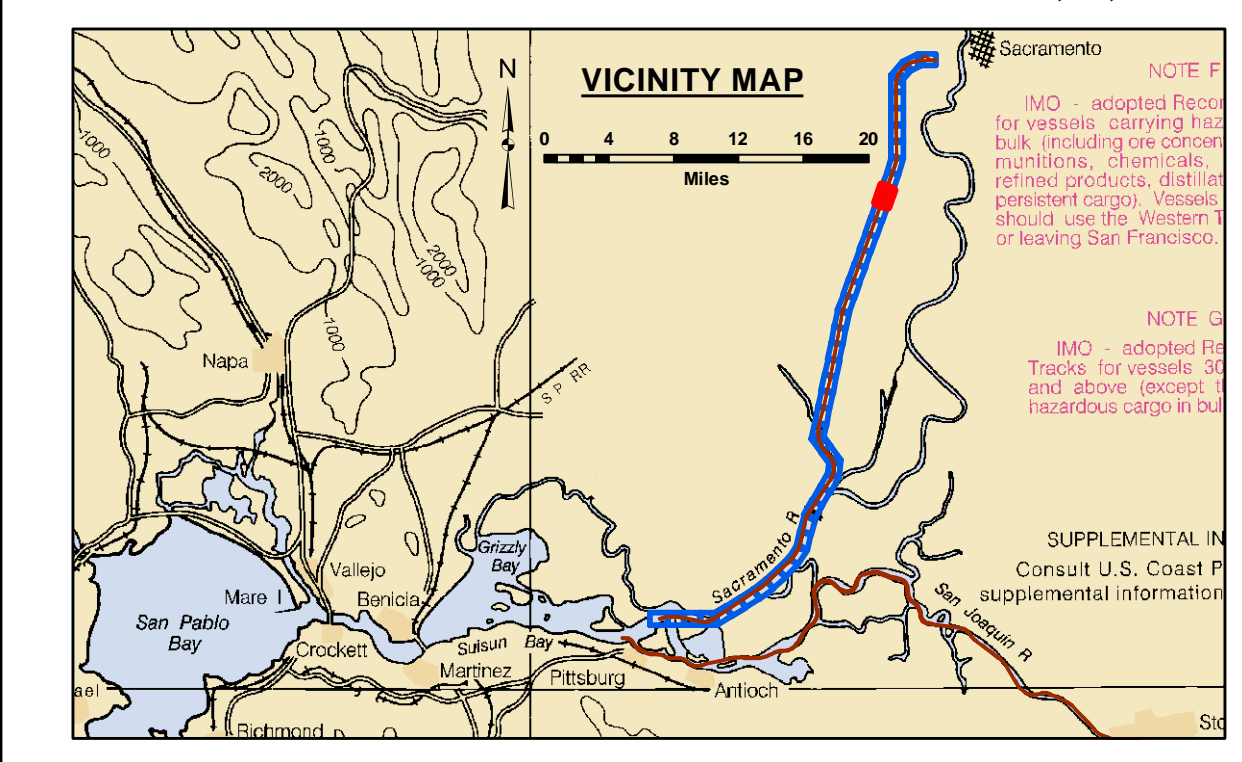 Sacramento
N
VICINITY MAP
NOTE F
0 4 8 12 16 20
Miles
IMO - adopted Recor
for vessels carrying haz
bulk (including ore concen
munitions, chemicals,
refined products, distillat
persistent cargo). Vessels
should use the Western T
or leaving San Francisco.
1000
1000
2000
2000
1000
1000
NOTE G
IMO - adopted Re
Tracks for vessels 30
and above (except t
hazardous cargo in bul
Napa
S P RR
Sacramento R
Grizzly
Bay
SUPPLEMENTAL IN
Consult U.S. Coast P
supplemental information
Vallejo
Mare I
Benicia
San Joaquin R
San Pablo
Bay
Crockett
Suisun Bay
Martinez
Pittsburg
Antioch
ael
Richmond
Sto